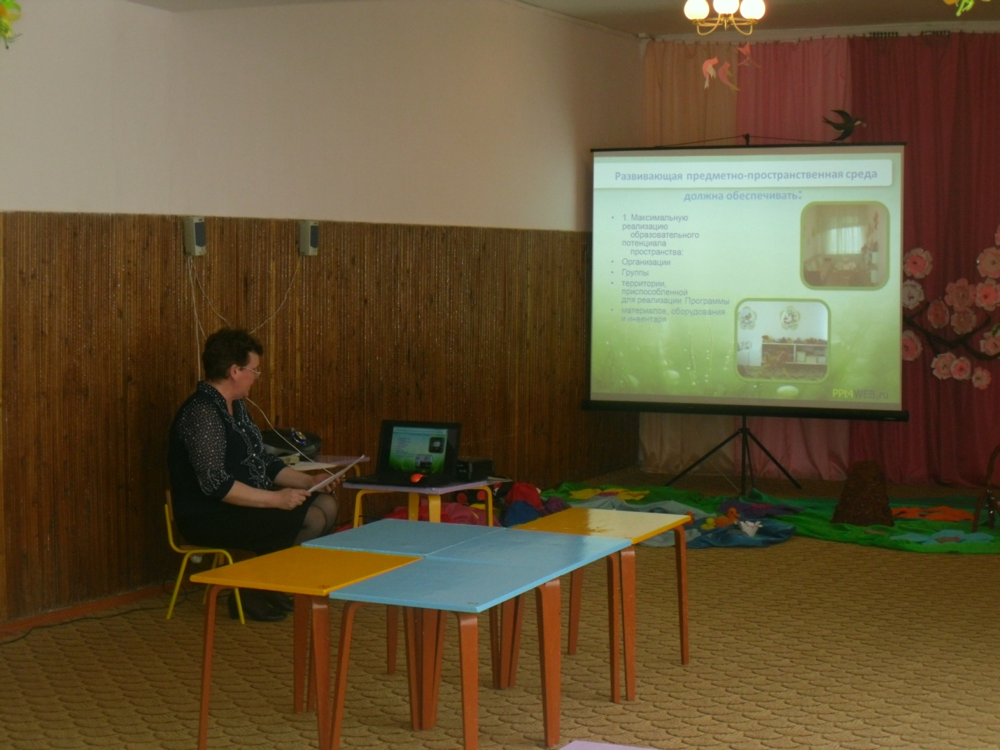 Развивающая предметно-пространственная среда
должна обеспечивать:
• 1. Максимальную
реализацию
образовательного
потенциала
пространства:
• Организации
• Группы
• территории,
приспособленной
для реализации Программы
• материалов, оборудования
и инвентаря
PPt4WEB.ru